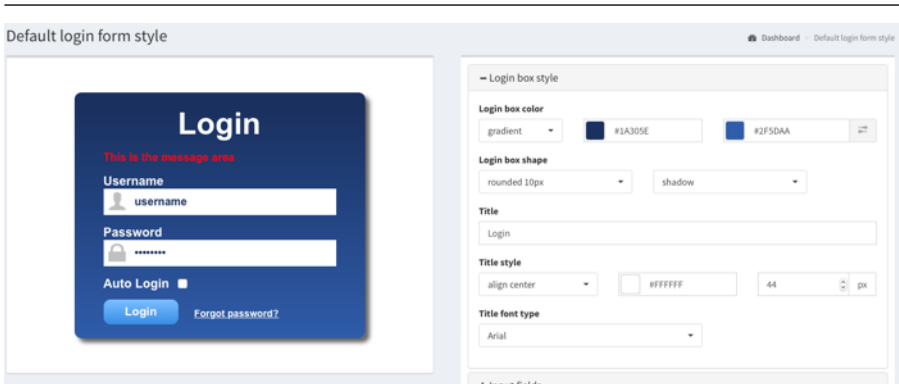 Default login form style
Dashboard
Default login form style
Login
This is the message area
Username
username
Password
••••••••
Auto Login
Login
Forgot password?
Login box style
Login box color
gradient
#1A305E
#2F5DAA
Login box shape
rounded 10px
shadow
Title
Login
Title style
align center
#FFFFFF
44
px
Title font type
Arial
Input fields